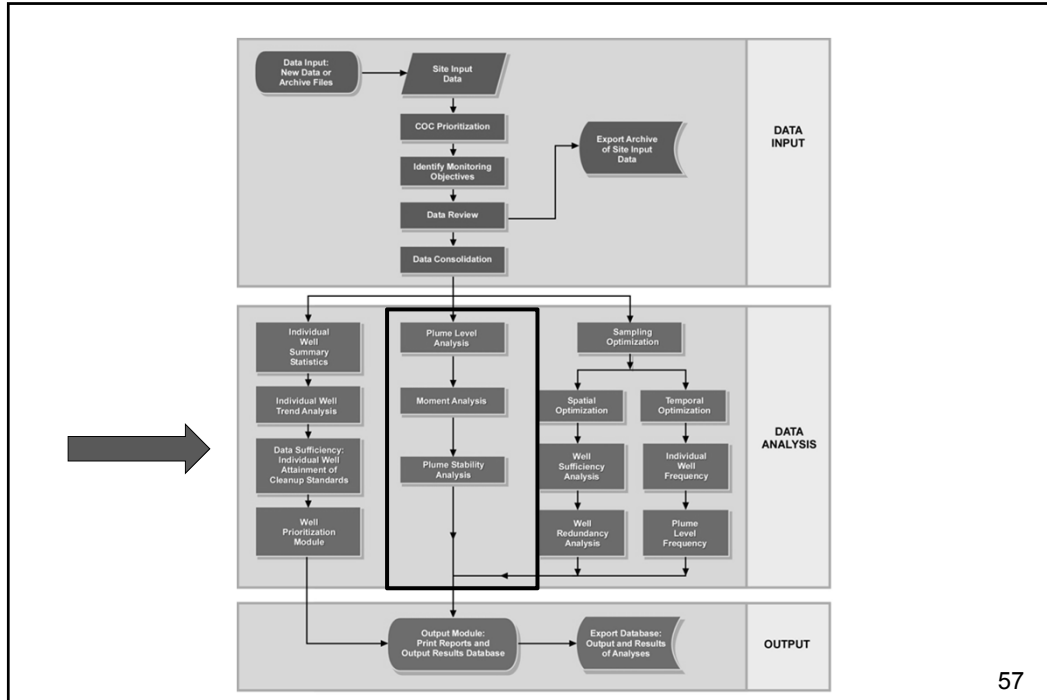 Data Input:
New Data or
Archive Files
Site Input
Data
COC Prioritization
Export Archive
of Site Input
Data
Identify Monitoring
Objectives
Data Review
Data Consolidation
DATA
INPUT
Individual
Well
Summary
Statistics
Plume Level
Analysis
Sampling
Optimization
Individual Well
Trend Analysis
Moment Analysis
Spatial
Optimization
Temporal
Optimization
Data Sufficiency:
Individual Well
Attainment of
Cleanup Standards
Plume Stability
Analysis
Well
Sufficiency
Analysis
Individual
Well
Frequency
Well
Prioritization
Module
Well
Redundancy
Analysis
Plume
Level
Frequency
DATA
ANALYSIS
Output Module:
Print Reports and
Output Results Database
Export Database:
Output and Results
of Analyses
OUTPUT
57